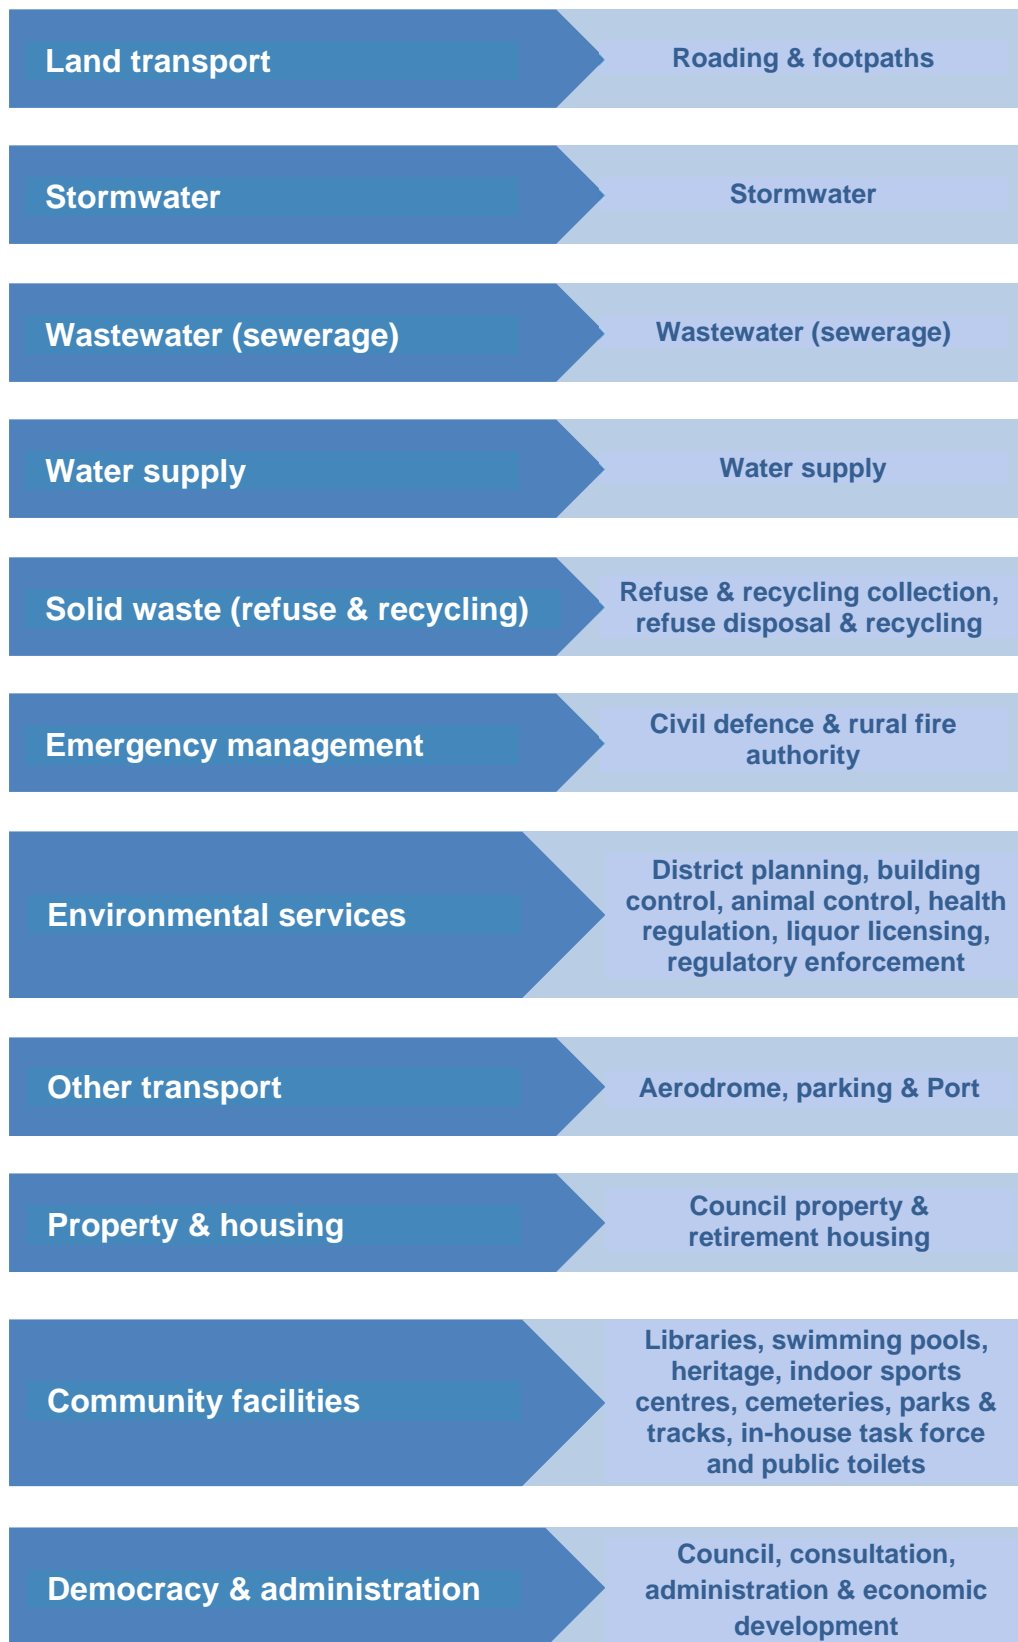 Land transport
Roading & footpaths
Stormwater
Stormwater
Wastewater (sewerage)
Wastewater (sewerage)
Water supply
Water supply
Solid waste (refuse & recycling)
Refuse & recycling collection,
refuse disposal & recycling
Emergency management
Civil defence & rural fire
authority
Environmental services
District planning, building
control, animal control, health
regulation, liquor licensing,
regulatory enforcement
Other transport
Aerodrome, parking & Port
Property & housing
Council property &
retirement housing
Community facilities
Libraries, swimming pools,
heritage, indoor sports
centres, cemeteries, parks &
tracks, in-house task force
and public toilets
Democracy & administration
Council, consultation,
administration & economic
development